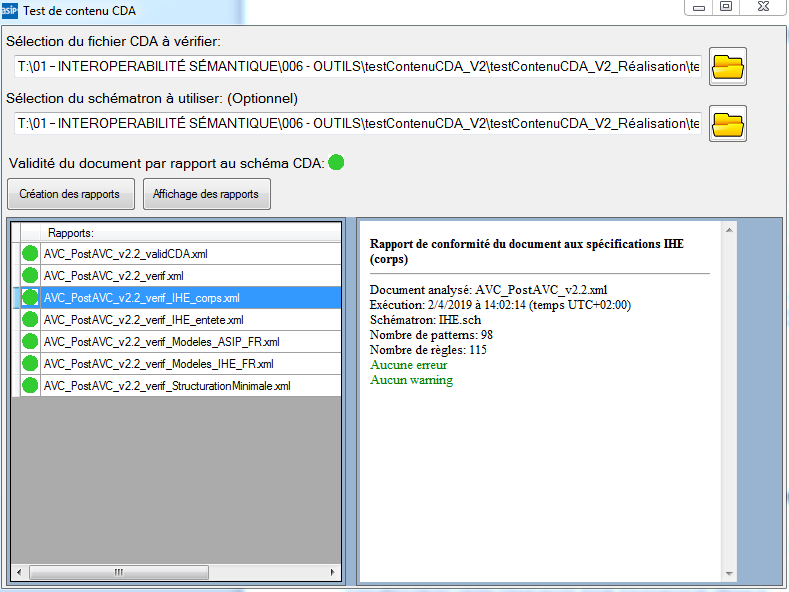 asip Test de contenu CDA
Sélection du fichier CDA à vérifier:
T:\01 – INTEROPERABILITÉ SÉMANTIQUE\006 - OUTILS\testContenuCDA_V2\testContenuCDA_V2_Réalisation\te
Sélection du schématron à utiliser: (Optionnel)
T:\01 – INTEROPERABILITÉ SÉMANTIQUE\006 - OUTILS\testContenuCDA_V2\testContenuCDA_V2_Réalisation\te
Validité du document par rapport au schéma CDA:
Création des rapports
Affichage des rapports
Rapports:
AVC_PostAVC_v2.2_validCDA.xml
AVC_PostAVC_v2.2_verif.xml
AVC_PostAVC_v2.2_verif_IHE_corps.xml
AVC_PostAVC_v2.2_verif_IHE_entete.xml
AVC_PostAVC_v2.2_verif_Modeles_ASIP_FR.xml
AVC_PostAVC_v2.2_verif_Modeles_IHE_FR.xml
AVC_PostAVC_v2.2_verif_StructurationMinimale.xml
Rapport de conformité du document aux spécifications IHE
(corps)
Document analysé: AVC_PostAVC_v2.2.xml
Exécution: 2/4/2019 à 14:02:14 (temps UTC+02:00)
Schématron: IHE.sch
Nombre de patterns: 98
Nombre de règles: 115
Aucune erreur
Aucun warning